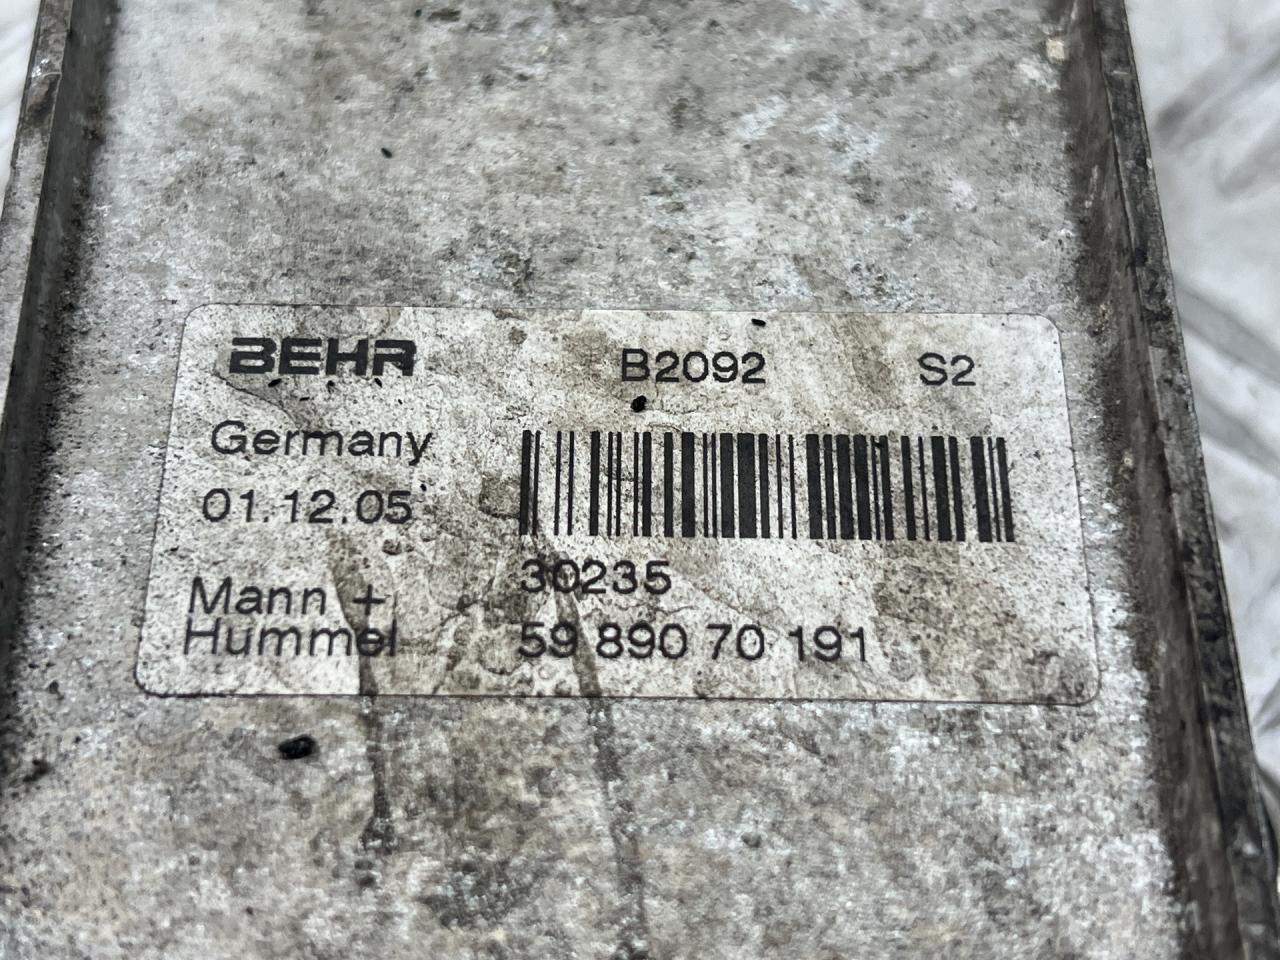 BEHR B2092 S2
Germany
01.12.05
30235
Mann +
Hummel 59 890 70 191